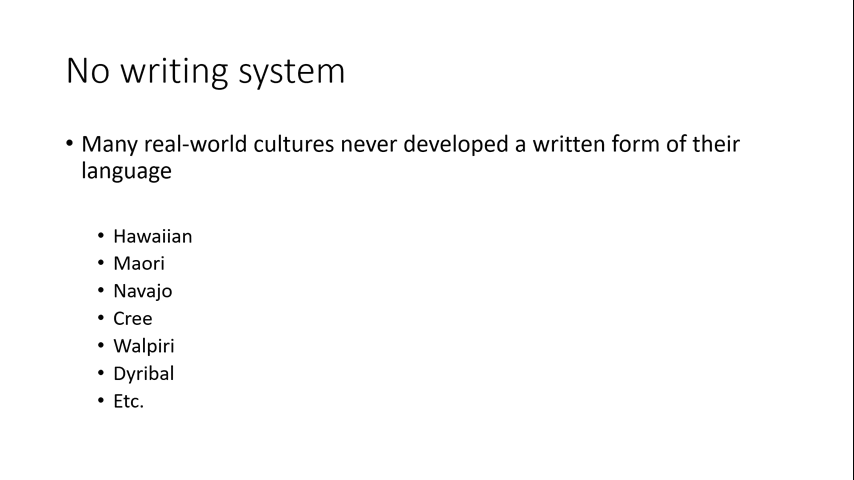 No writing system
• Many real-world cultures never developed a written form of their
language
• Hawaiian
• Maori
• Navajo
• Cree
• Walpiri
• Dyribal
• Etc.